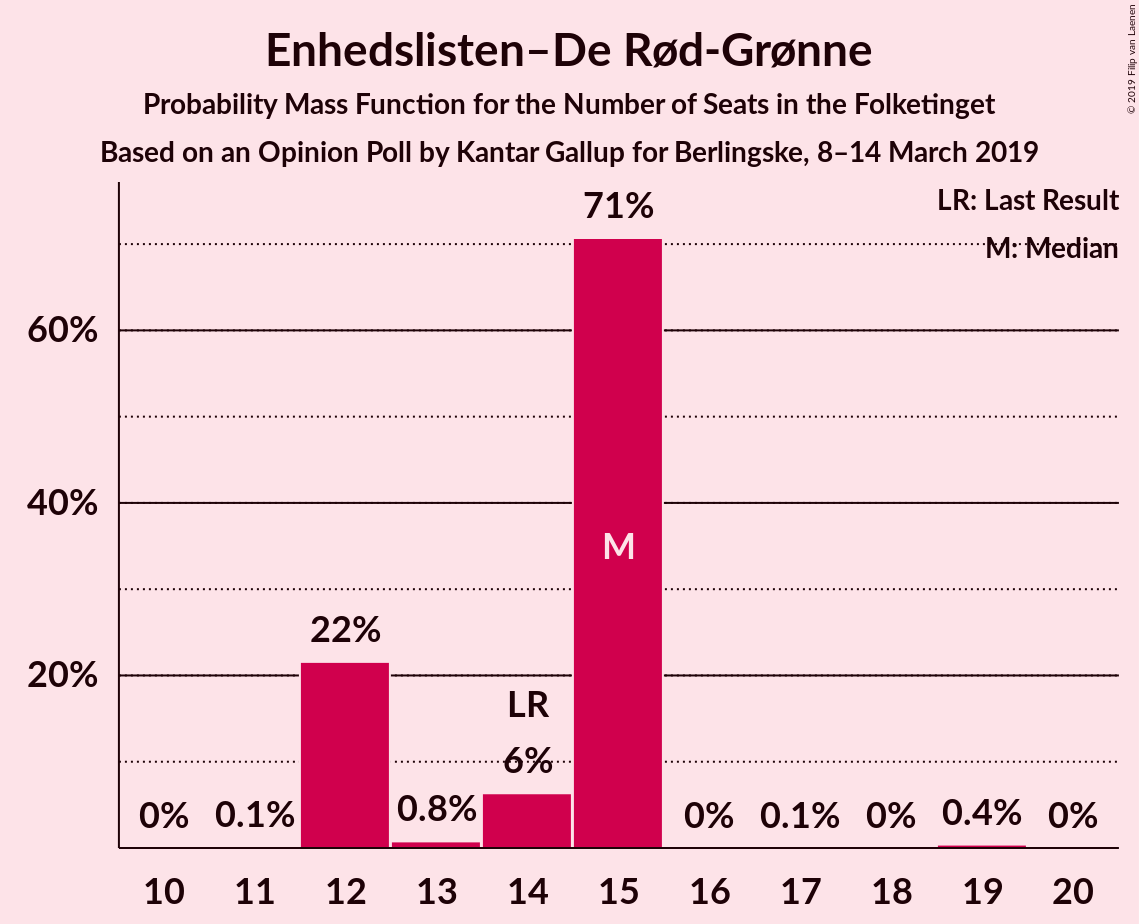 Enhedslisten–De Rød-Grønne
Probability Mass Function for the Number of Seats in the Folketinget
Based on an Opinion Poll by Kantar Gallup for Berlingske, 8–14 March 2019
© 2019 Filip van Laenen
LR: Last Result
M: Median
71%
60%
40%
M
22%
20%
LR
6%
0% 0.1% 0.8% 0% 0.1% 0% 0.4% 0%
10 11 12 13 14 15 16 17 18 19 20